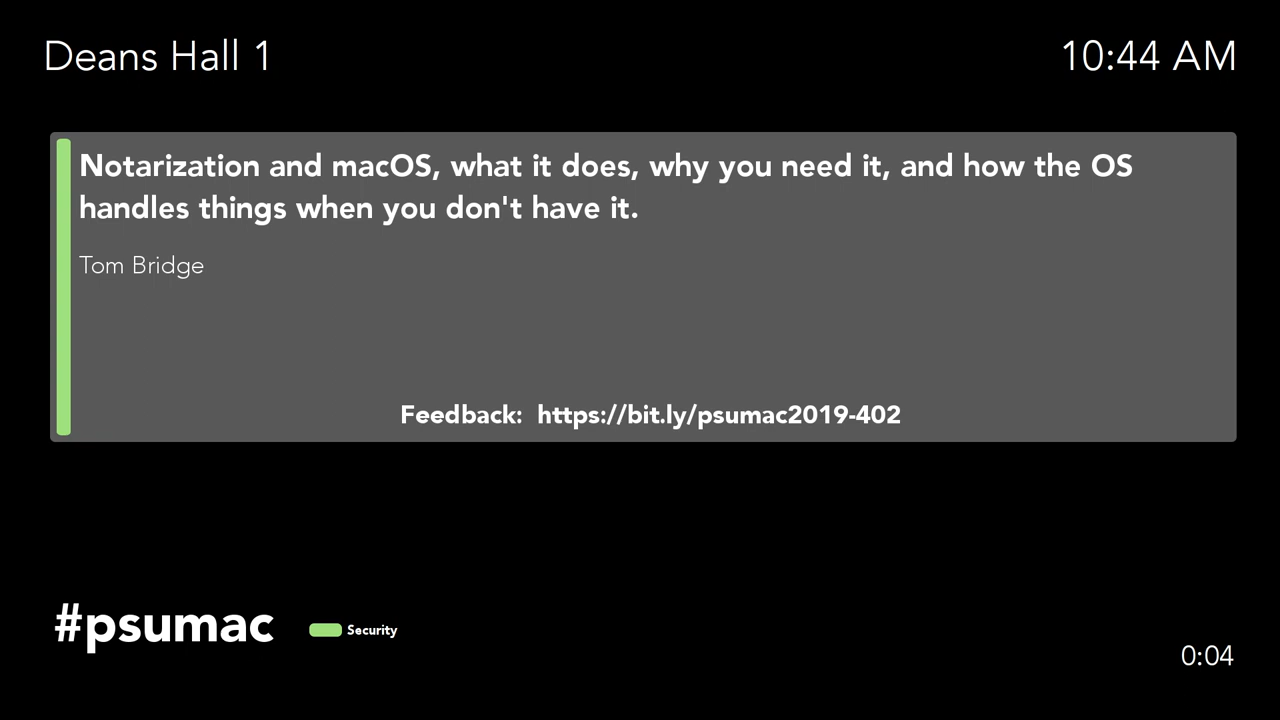 Deans Hall 1
10:44 AM
Notarization and macOS, what it does, why you need it, and how the OS
handles things when you don't have it.
Tom Bridge
Feedback: https://bit.ly/psumac2019-402
#psumac
Security
0:04